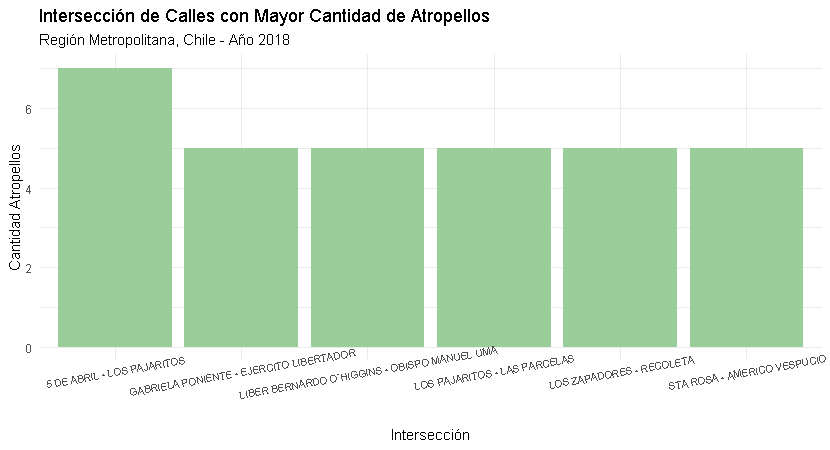 Intersección de Calles con Mayor Cantidad de Atropellos
Región Metropolitana, Chile - Año 2018
Cantidad Atropellos
6
4
2
0
5 DE ABRIL - LOS PAJARITOS
GABRIELA PONIENTE - EJERCITO LIBERTADOR
LIBER BERNARDO O´HIGGINS - OBISPO MANUEL UMA
LOS PAJARITOS - LAS PARCELAS
LOS ZAPADORES - RECOLETA
STA ROSA - AMERICO VESPUCIO
Intersección